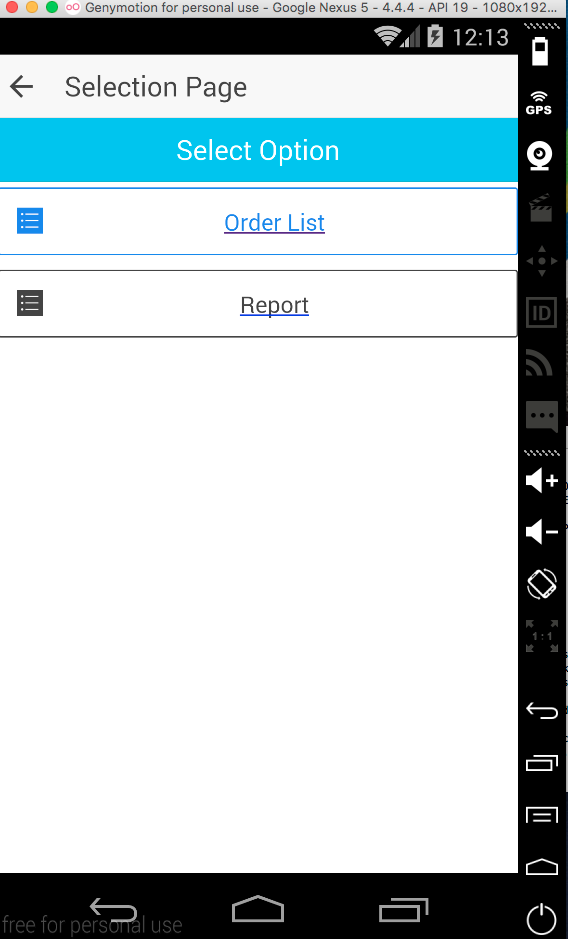 Genymotion for personal use - Google Nexus 5 - 4.4.4 - API 19 - 1080x192...
12:13
Selection Page
Select Option
Order List
Report
GPS
ID
1:1
free for personal use